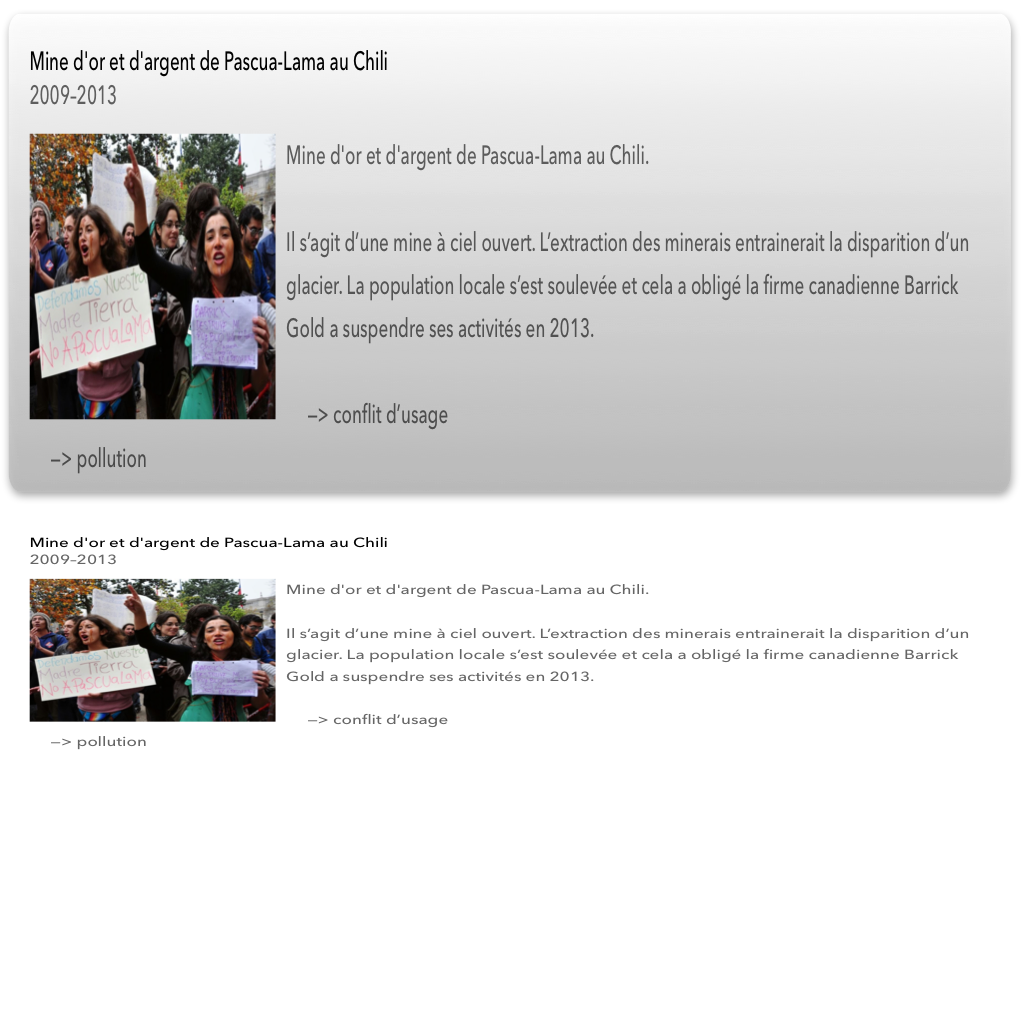 Mine d'or et d'argent de Pascua-Lama au Chili
2009-2013
Mine d'or et d'argent de Pascua-Lama au Chili.
Defendamos Nuestra
Madre Tierra
No A PaSCUaLaMa
BARRICK
Il s’agit d’une mine à ciel ouvert. L’extraction des minerais entrainerait la disparition d’un
glacier. La population locale s’est soulevée et cela a obligé la firme canadienne Barrick
Gold a suspendre ses activités en 2013.
—> conflit d’usage
—> pollution
Mine d'or et d'argent de Pascua-Lama au Chili
2009-2013
Mine d'or et d'argent de Pascua-Lama au Chili.
Defendamos Nuestra
Madre Tierra
No A PaSCUaLaMa
Il s’agit d’une mine à ciel ouvert. L’extraction des minerais entrainerait la disparition d’un
glacier. La population locale s’est soulevée et cela a obligé la firme canadienne Barrick
Gold a suspendre ses activités en 2013.
—> conflit d’usage
—> pollution